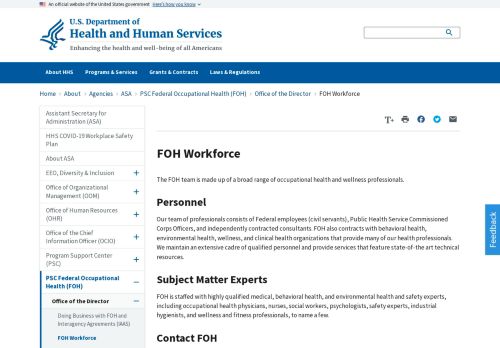 An official website of the United States government Here's how you know
U.S. Department of
Health and Human Services
Enhancing the health and well-being of all Americans
About HHS Programs & Services Grants & Contracts Laws & Regulations
Home › About › Agencies › ASA › PSC Federal Occupational Health (FOH) › Office of the Director › FOH Workforce
Assistant Secretary for
Administration (ASA)
HHS COVID-19 Workplace Safety
Plan
About ASA
EEO, Diversity & Inclusion +
Office of Organizational
Management (OOM) +
Office of Human Resources
(OHR) +
Office of the Chief
Information Officer (OCIO) +
Program Support Center
(PSC) +
PSC Federal Occupational
Health (FOH) –
Office of the Director –
Doing Business with FOH and
Interagency Agreements (IAAS)
FOH Workforce
T+
FOH Workforce
The FOH team is made up of a broad range of occupational health and wellness professionals.
Personnel
Our team of professionals consists of Federal employees (civil servants), Public Health Service Commissioned
Corps Officers, and independently contracted consultants. FOH also contracts with behavioral health,
environmental health, wellness, and clinical health organizations that provide many of our health professionals.
We maintain an extensive cadre of qualified personnel and provide services that feature state-of-the art technical
resources.
Subject Matter Experts
FOH is staffed with highly qualified medical, behavioral health, and environmental health and safety experts,
including occupational physicians, nurses, social workers, psychologists, safety experts, industrial
hygienists, and wellness and fitness professionals, to name a few.
Contact FOH
Feedback